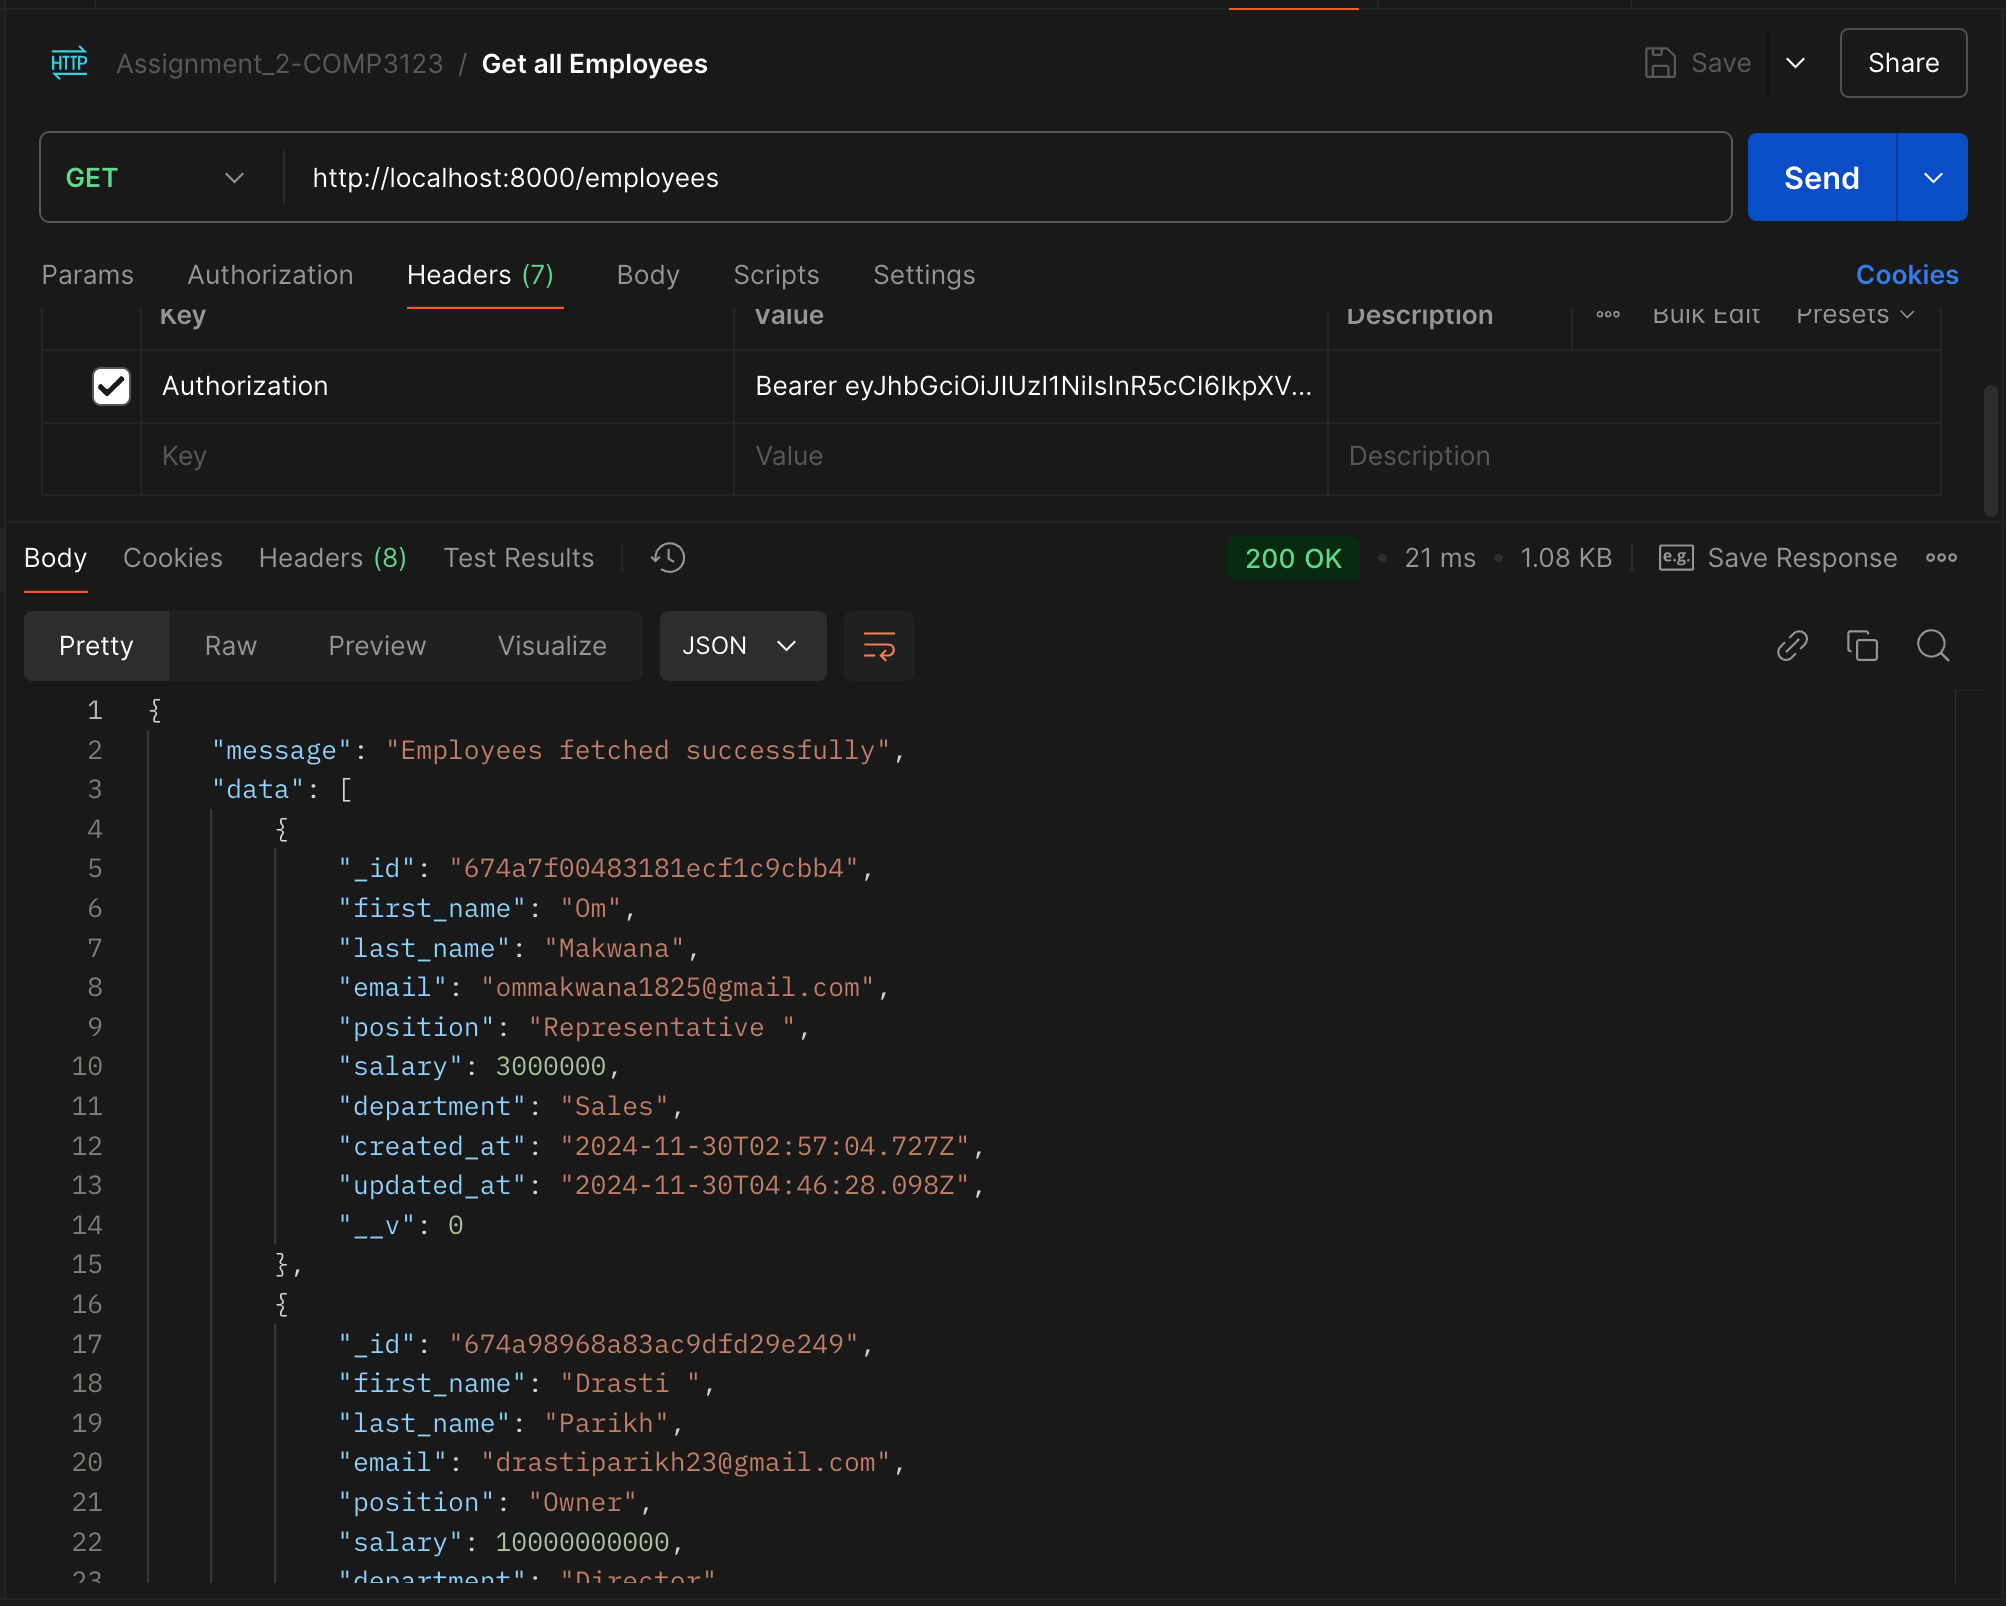 HTTP Assignment_2-COMP3123 / Get all Employees Save Share
GET http://localhost:8000/employees Send
Params Authorization Headers (7) Body Scripts Settings Cookies
Key Value Description Bulk Edit Presets
Authorization Bearer eyJhbGciOiJIUzI1NiIsInR5cCI6IkpXV...
Key Value Description
Body Cookies Headers (8) Test Results 200 OK • 21 ms • 1.08 KB e.g. Save Response
Pretty Raw Preview Visualize JSON
1 {
2 "message": "Employees fetched successfully",
3 "data": [
4 {
5 "_id": "674a7f00483181ecf1c9cbb4",
6 "first_name": "Om",
7 "last_name": "Makwana",
8 "email": "ommakwana1825@gmail.com",
9 "position": "Representative ",
10 "salary": 3000000,
11 "department": "Sales",
12 "created_at": "2024-11-30T02:57:04.727Z",
13 "updated_at": "2024-11-30T04:46:28.098Z",
14 "__v": 0
15 },
16 {
17 "_id": "674a98968a83ac9dfd29e249",
18 "first_name": "Drasti ",
19 "last_name": "Parikh",
20 "email": "drastiparikh23@gmail.com",
21 "position": "Owner",
22 "salary": 10000000000,
23 "department": "Director"